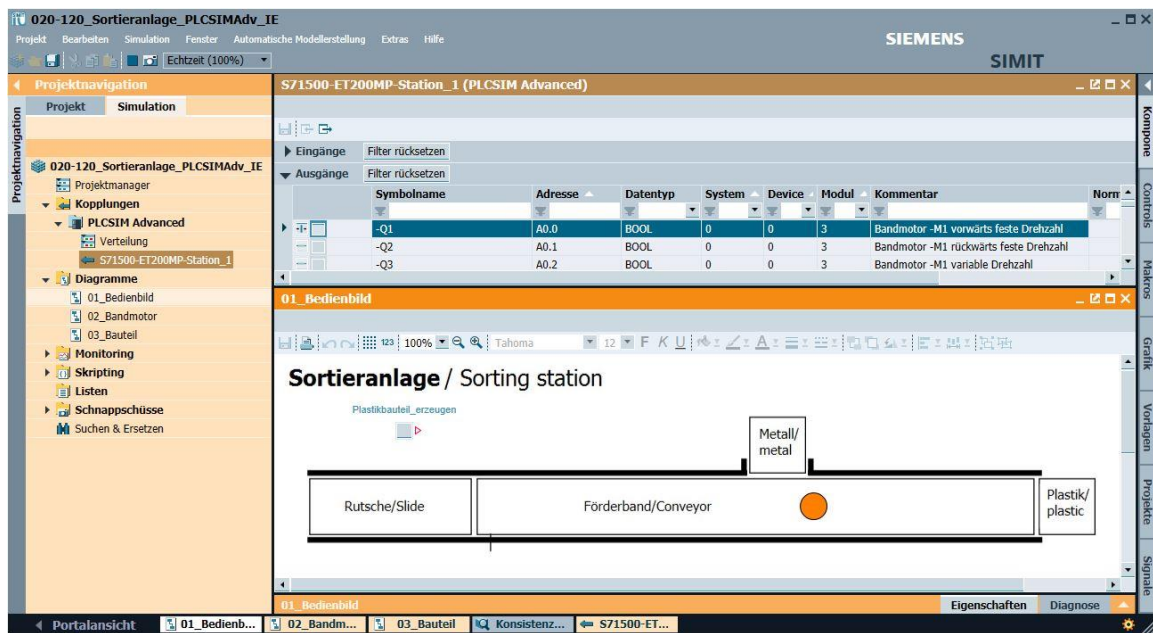 020-120_Sortieranlage_PLCSIMAdv_IE
Projekt Bearbeiten Simulation Fenster Automatische Modellerstellung Extras Hilfe
SIEMENS
SIMIT
Echtzeit (100%)
Projektnavigation
Projekt Simulation
Projektnavigation
020-120_Sortieranlage_PLCSIMAdv_IE
Projektmanager
Kopplungen
PLCSIM Advanced
Verteilung
S71500-ET200MP-Station_1
Diagramme
01_Bedienbild
02_Bandmotor
03_Bauteil
Monitoring
Skripting
Listen
Schnappschüsse
Suchen & Ersetzen
S71500-ET200MP-Station_1 (PLCSIM Advanced)
Eingänge Filter rücksetzen
Ausgänge Filter rücksetzen
Symbolname Adresse Datentyp System Device Modul Kommentar Norm
-Q1 A0.0 BOOL 0 0 3 Bandmotor -M1 vorwärts feste Drehzahl
-Q2 A0.1 BOOL 0 0 3 Bandmotor -M1 rückwärts feste Drehzahl
-Q3 A0.2 BOOL 0 0 3 Bandmotor -M1 variable Drehzahl
01_Bedienbild
123 100% Tahoma 12 F K U A
Sortieranlage / Sorting station
Plastikbauteil_erzeugen
Metall/
metal
Rutsche/Slide
Förderband/Conveyor
Plastik/
plastic
01_Bedienbild
Eigenschaften Diagnose
Kompone
Controls
Makros
Grafik
Vorlagen
Projekte
Signale
Portalansicht 01_Bedienb... 02_Bandm... 03_Bauteil Konsistenz... S71500-ET...